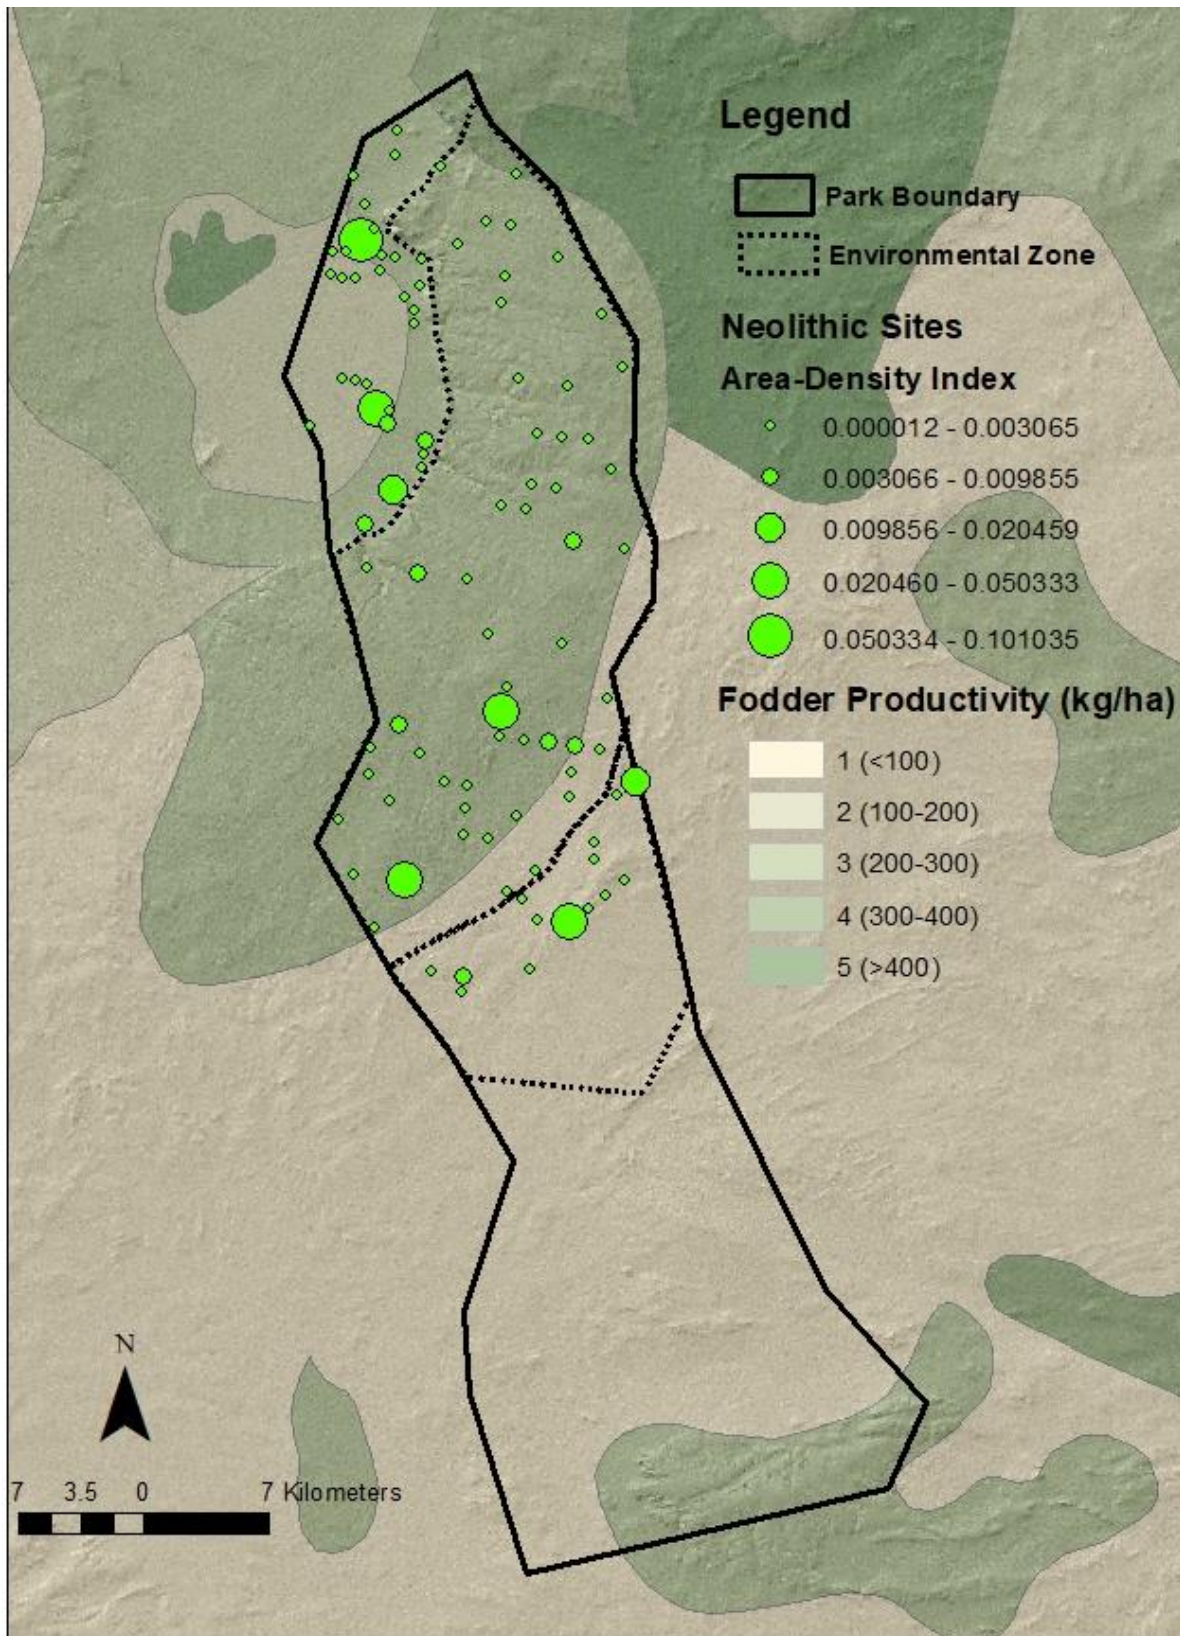 Legend
Park Boundary
Environmental Zone
Neolithic Sites
Area-Density Index
0.000012 - 0.003065
0.003066 - 0.009855
0.009856 - 0.020459
0.020460 - 0.050333
0.050334 - 0.101035
Fodder Productivity (kg/ha)
1 (<100)
2 (100-200)
3 (200-300)
4 (300-400)
5 (>400)
N
7 3.5 0 7 Kilometers